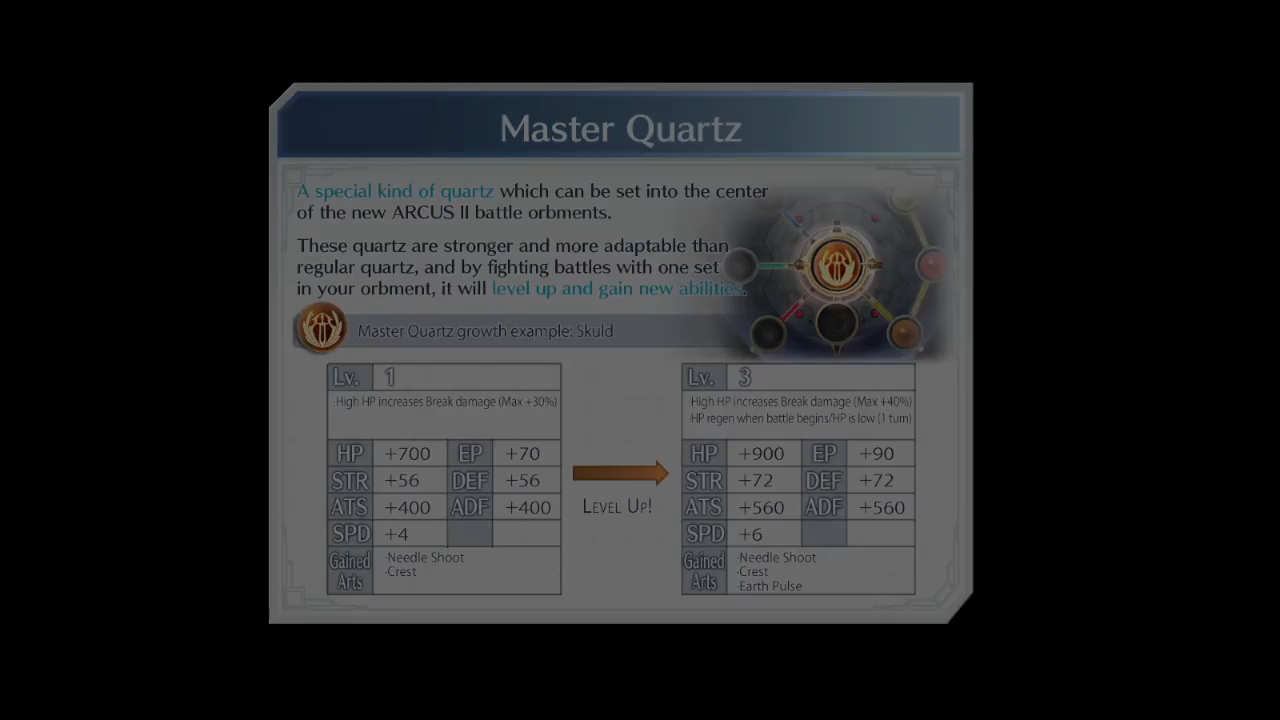 Master Quartz
A special kind of quartz which can be set into the center
of the new ARCUS II battle orbments.
These quartz are stronger and more adaptable than
regular quartz, and by fighting battles with one set
in your orbment, it will level up and gain new abilities.
Master Quartz growth example: Skuld
Lv. 1
·High HP increases Break damage (Max +30%)
HP +700 EP +70
STR +56 DEF +56
ATS +400 ADF +400
SPD +4
Gained Arts
·Needle Shoot
·Crest
LEVEL UP!
Lv. 3
·High HP increases Break damage (Max +40%)
·HP regen when battle begins/HP is low (1 turn)
HP +900 EP +90
STR +72 DEF +72
ATS +560 ADF +560
SPD +6
Gained Arts
·Needle Shoot
·Crest
·Earth Pulse